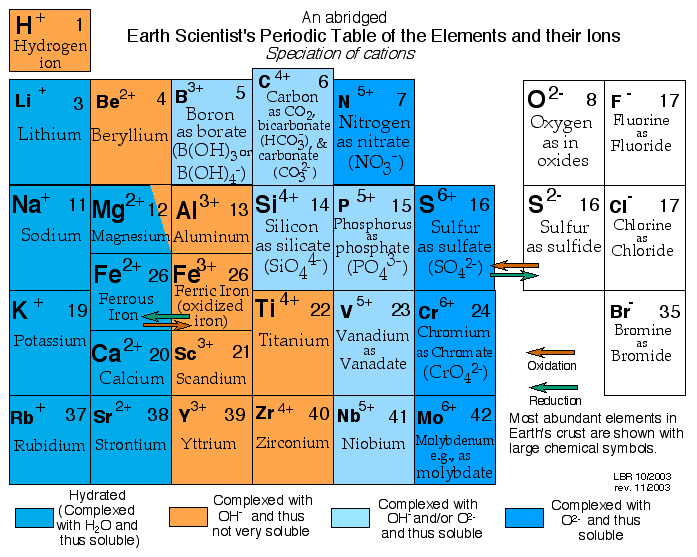 An abridged
Earth Scientist's Periodic Table of the Elements and their Ions
Speciation of cations
H+ 1
Hydrogen
ion
Li+ 3
Lithium
Be2+ 4
Beryllium
B3+ 5
Boron
as borate
(B(OH)3 or
B(OH)4-)
C4+ 6
Carbon
as CO2,
bicarbonate
(HCO3-), &
carbonate
(CO32-)
N5+ 7
Nitrogen
as nitrate
(NO3-)
O2- 8
Oxygen
as in
oxides
F- 17
Fluorine
as
Fluoride
Na+ 11
Sodium
Mg2+ 12
Magnesium
Al3+ 13
Aluminum
Si4+ 14
Silicon
as silicate
(SiO44-)
P5+ 15
Phosphorus
as
phosphate
(PO43-)
S6+ 16
Sulfur
as sulfate
(SO42-)
S2- 16
Sulfur
as sulfide
Cl- 17
Chlorine
as
Chloride
Fe2+ 26
Ferrous
Iron
Fe3+ 26
Ferric Iron
(oxidized
iron)
K+ 19
Potassium
Ca2+ 20
Calcium
Sc3+ 21
Scandium
Ti4+ 22
Titanium
V5+ 23
Vanadium
as
Vanadate
Cr6+ 24
Chromium
as Chromate
(CrO42-)
Br- 35
Bromine
as
Bromide
Oxidation
Reduction
Rb+ 37
Rubidium
Sr2+ 38
Strontium
Y3+ 39
Yttrium
Zr4+ 40
Zirconium
Nb5+ 41
Niobium
Mo6+ 42
Molybdenum
e.g., as
molybdate
Most abundant elements in
Earth's crust are shown with
large chemical symbols.
LBR 10/2003
rev. 11/2003
Hydrated
(Complexed
with H2O and
thus soluble)
Complexed with
OH- and thus
not very soluble
Complexed with
OH- and/or O2-
and thus soluble
Complexed with
O2- and thus
soluble